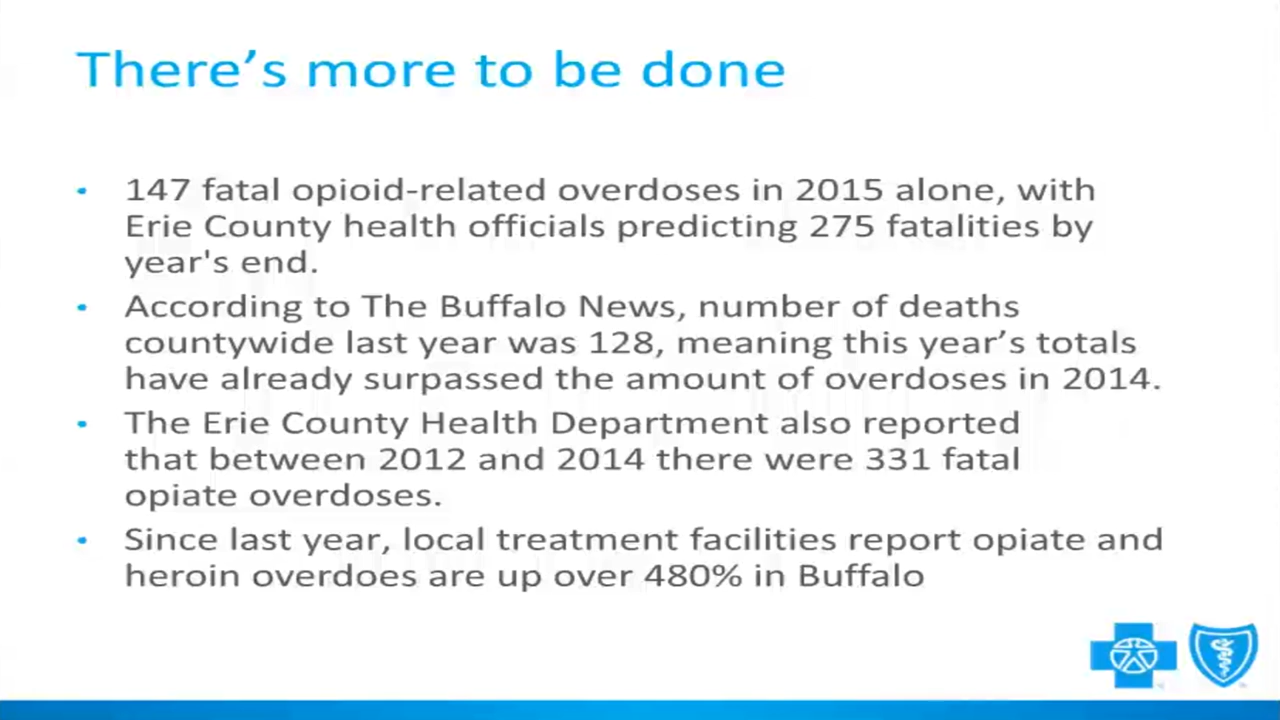 There’s more to be done
• 147 fatal opioid-related overdoses in 2015 alone, with
Erie County health officials predicting 275 fatalities by
year's end.
• According to The Buffalo News, number of deaths
countywide last year was 128, meaning this year’s totals
have already surpassed the amount of overdoses in 2014.
• The Erie County Health Department also reported
that between 2012 and 2014 there were 331 fatal
opiate overdoses.
• Since last year, local treatment facilities report opiate and
heroin overdoes are up over 480% in Buffalo